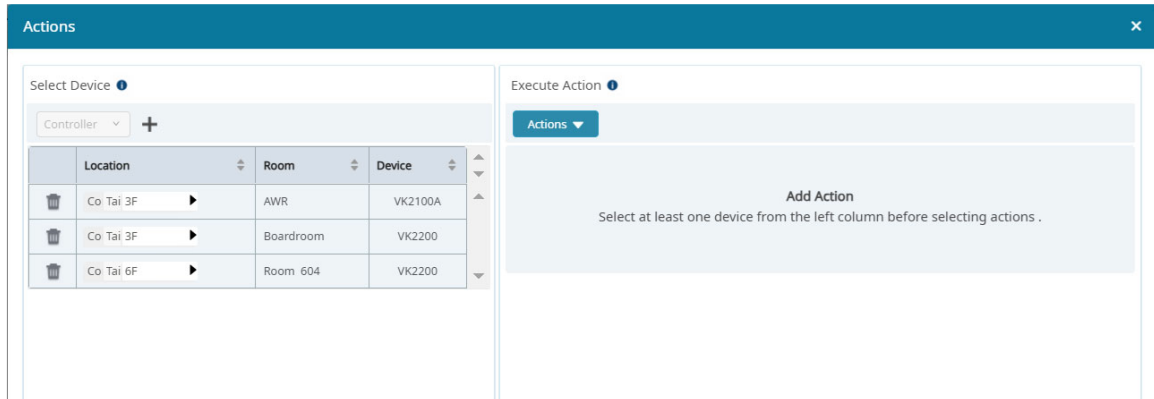 Actions
Select Device
Controller
Location Room Device
Co Tai 3F AWR VK2100A
Co Tai 3F Boardroom VK2200
Co Tai 6F Room 604 VK2200
Execute Action
Actions
Add Action
Select at least one device from the left column before selecting actions .